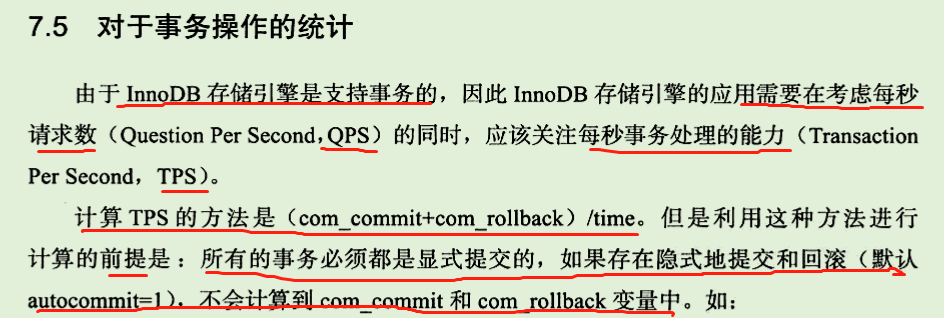 7.5 对于事务操作的统计
由于 InnoDB 存储引擎是支持事务的，因此 InnoDB 存储引擎的应用需要在考虑每秒
请求数（Question Per Second，QPS）的同时，应该关注每秒事务处理的能力（Transaction
Per Second，TPS）。
计算 TPS 的方法是（com_commit+com_rollback）/time。但是利用这种方法进行
计算的前提是：所有的事务必须都是显式提交的，如果存在隐式地提交和回滚（默认
autocommit=1），不会计算到 com_commit 和 com_rollback 变量中。如：